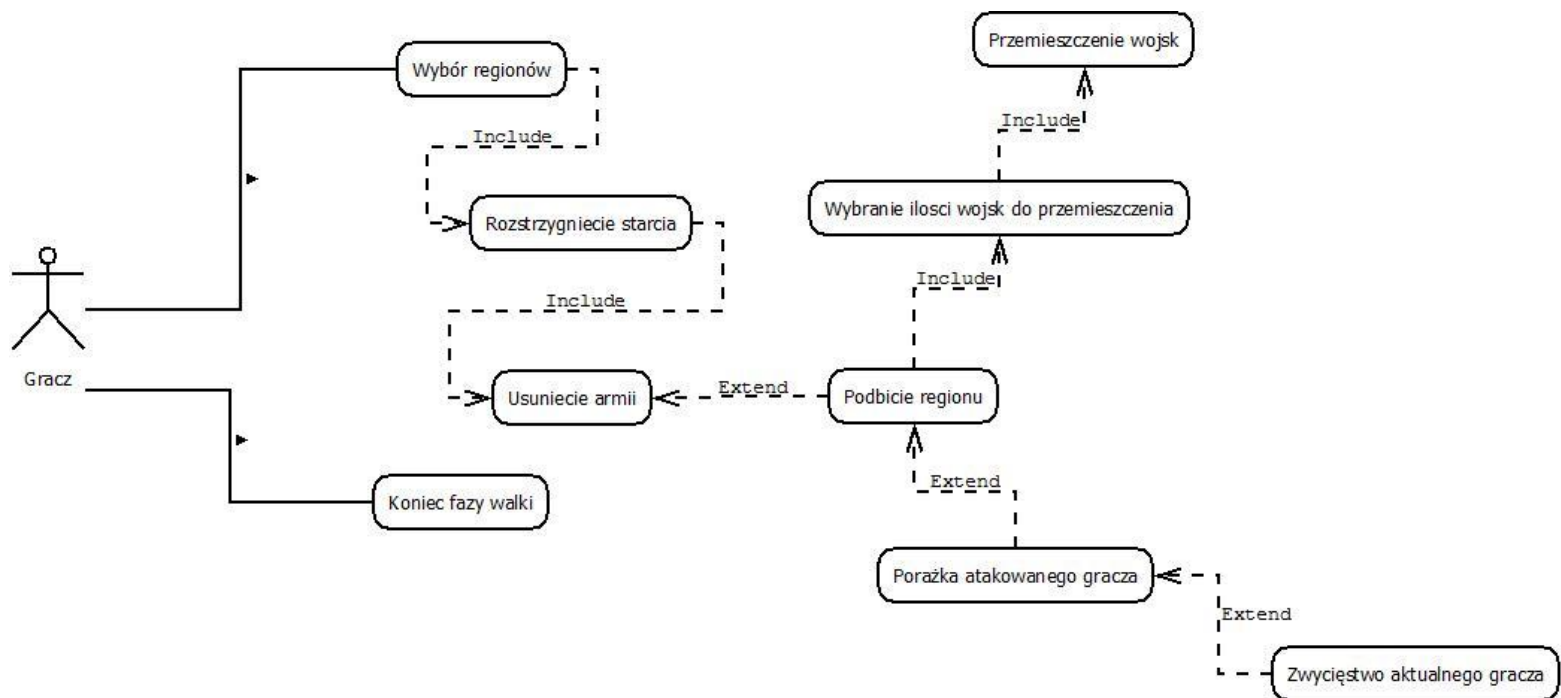 Przemieszczenie wojsk
Wybór regionów
Include
Include
Wybranie ilosci wojsk do przemieszczenia
Rozstrzygniecie starcia
Include
Include
Gracz
Usuniecie armii
Extend
Podbicie regionu
Extend
Koniec fazy walki
Porażka atakowanego gracza
Extend
Zwycięstwo aktualnego gracza